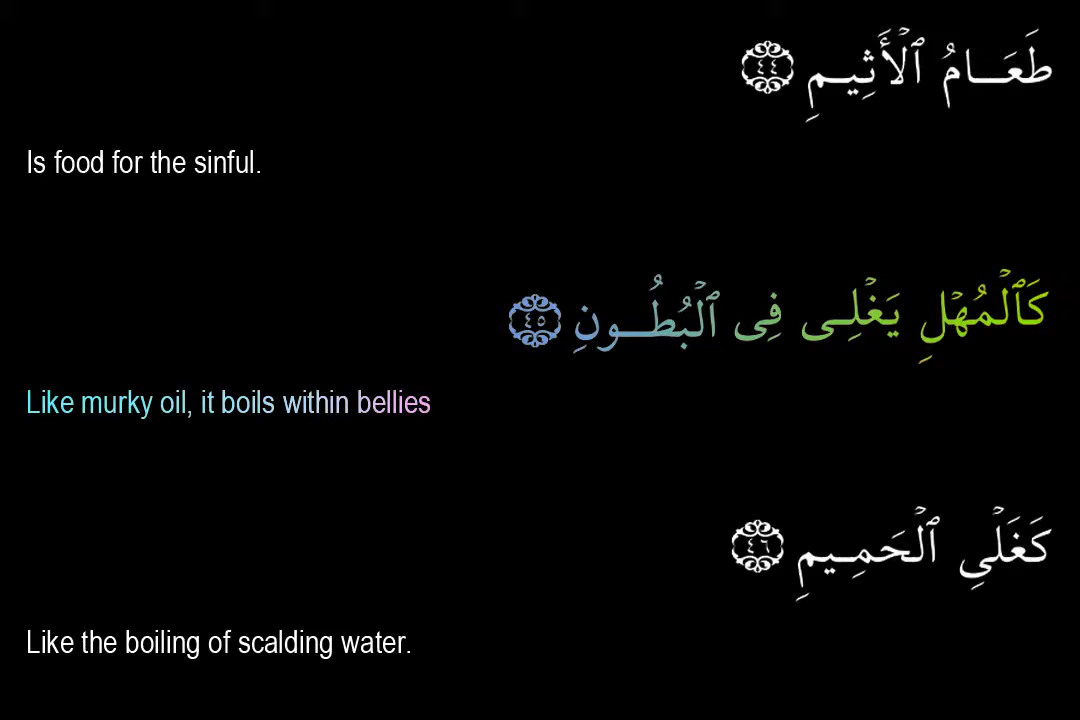 طَعَامُ ٱلْأَثِيمِ ٤٤
Is food for the sinful.
كَٱلْمُهْلِ يَغْلِى فِى ٱلْبُطُونِ ٤٥
Like murky oil, it boils within bellies
كَغَلْىِ ٱلْحَمِيمِ ٤٦
Like the boiling of scalding water.